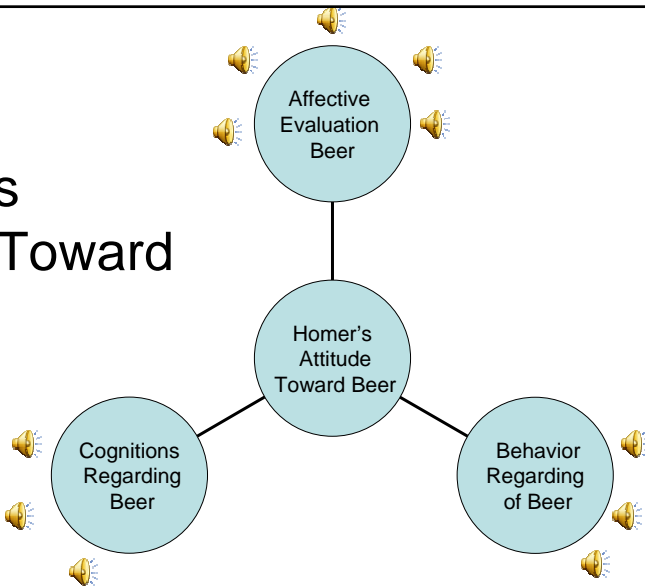 s
Toward
Affective
Evaluation
Beer
Homer's
Attitude
Toward Beer
Cognitions
Regarding
Beer
Behavior
Regarding
of Beer